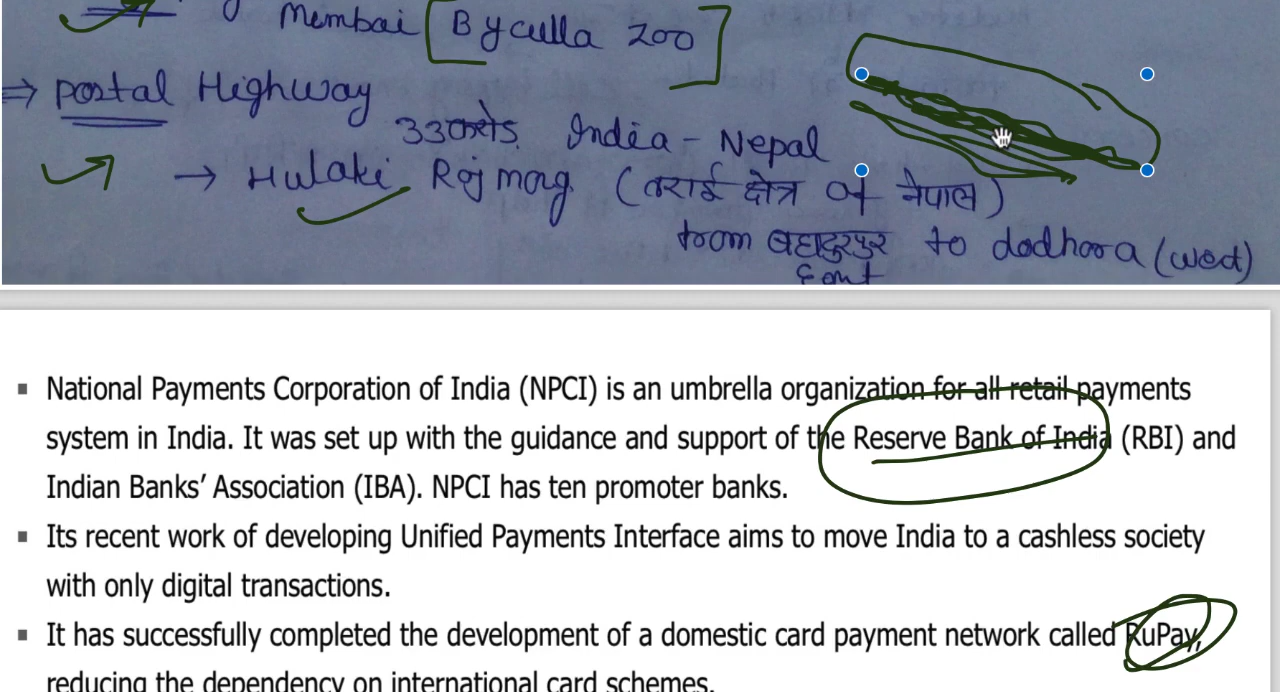 Mumbai [Byculla zoo]
⇒ postal Highway
33करोड़ India - Nepal
→ Hulaki Raj marg (तराई क्षेत्र of नेपाल)
from बहादुरपुर to dodhara (west)
▪ National Payments Corporation of India (NPCI) is an umbrella organization for all retail payments
system in India. It was set up with the guidance and support of the Reserve Bank of India (RBI) and
Indian Banks’ Association (IBA). NPCI has ten promoter banks.
▪ Its recent work of developing Unified Payments Interface aims to move India to a cashless society
with only digital transactions.
▪ It has successfully completed the development of a domestic card payment network called RuPay,
reducing the dependency on international card schemes.